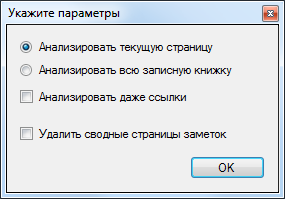 Укажите параметры
Анализировать текущую страницу
Анализировать всю записную книжку
Анализировать даже ссылки
Удалить сводные страницы заметок
OK